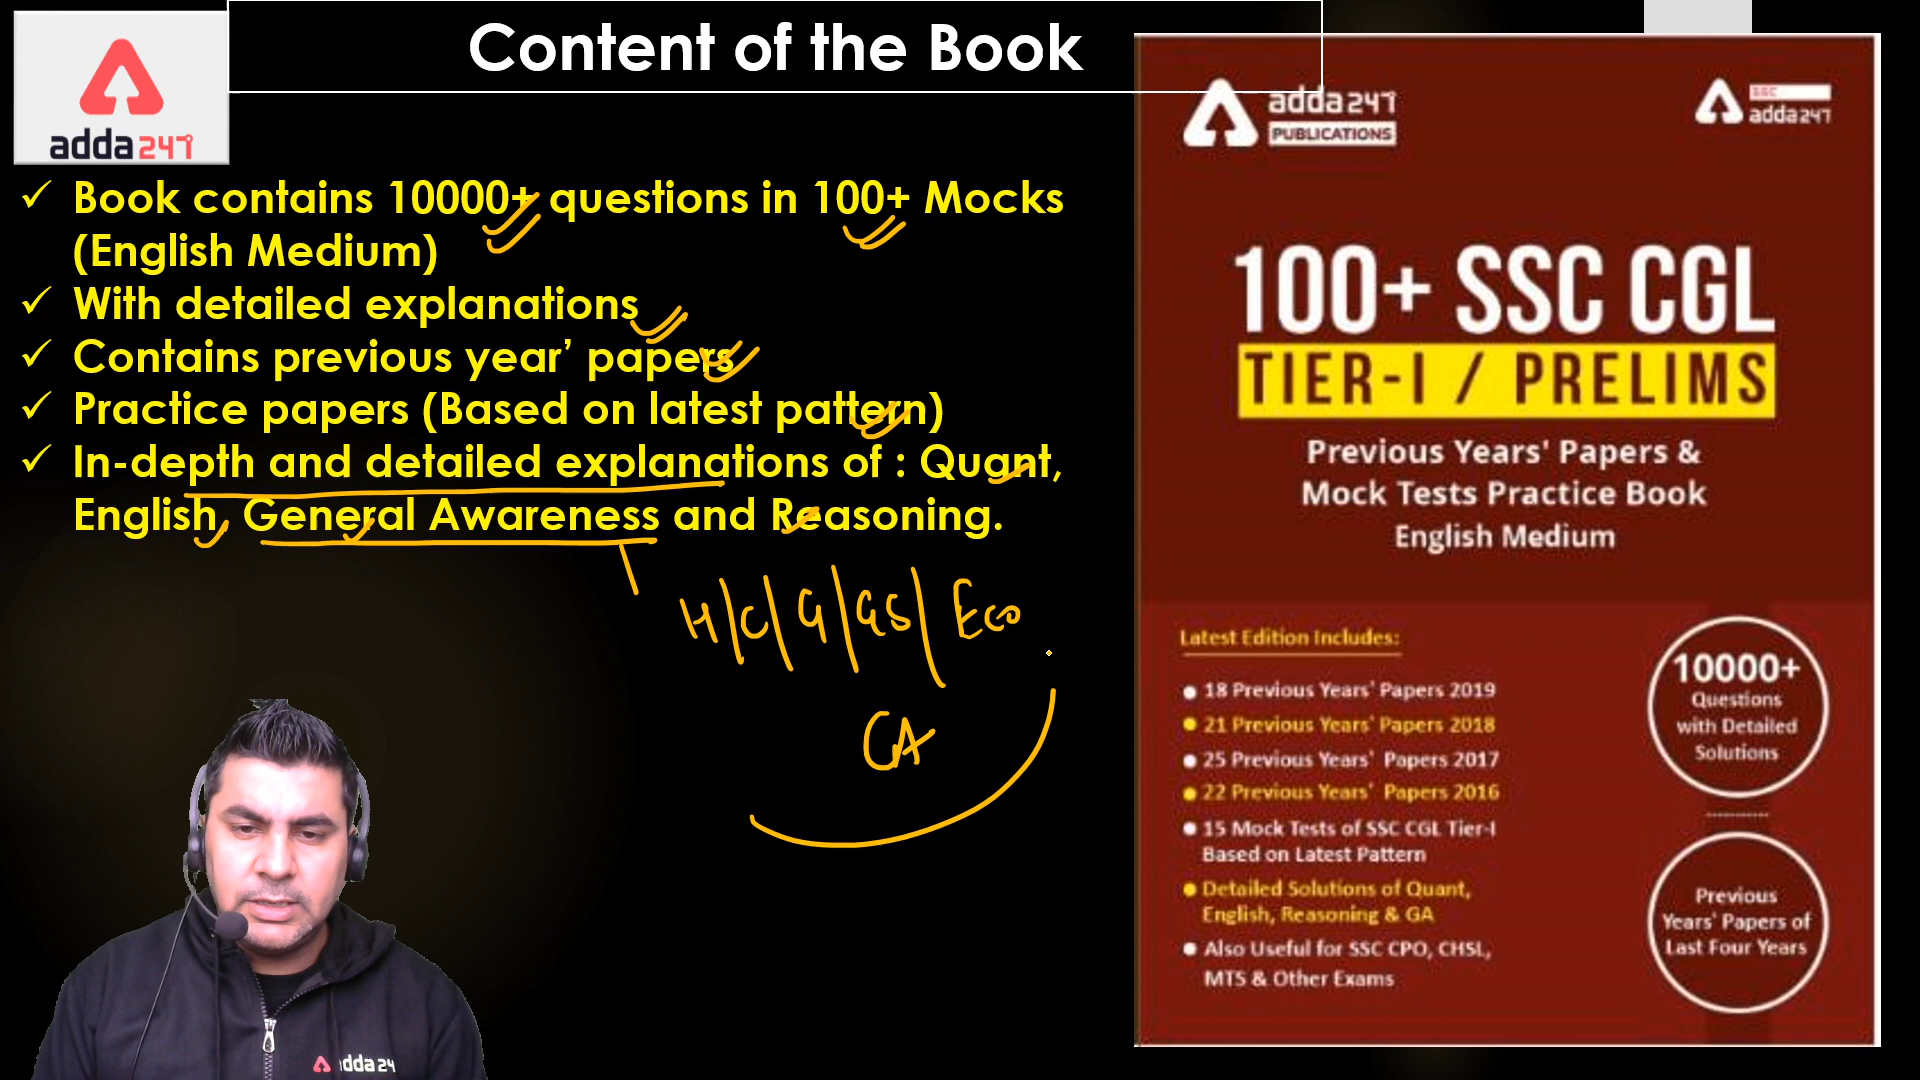 Content of the Book
adda247
✓ Book contains 10000+ questions in 100+ Mocks
(English Medium)
✓ With detailed explanations
✓ Contains previous year’ papers
✓ Practice papers (Based on latest pattern)
✓ In-depth and detailed explanations of : Quant,
English, General Awareness and Reasoning.
H/C/G/GS/Eco
CA
adda247
PUBLICATIONS
SSC
adda247
100+ SSC CGL
TIER-I / PRELIMS
Previous Years' Papers &
Mock Tests Practice Book
English Medium
Latest Edition Includes:
18 Previous Years' Papers 2019
21 Previous Years' Papers 2018
25 Previous Years' Papers 2017
22 Previous Years' Papers 2016
15 Mock Tests of SSC CGL Tier-I
Based on Latest Pattern
Detailed Solutions of Quant,
English, Reasoning & GA
Also Useful for SSC CPO, CHSL,
MTS & Other Exams
10000+
Questions
with Detailed
Solutions
Previous
Years' Papers of
Last Four Years
adda24